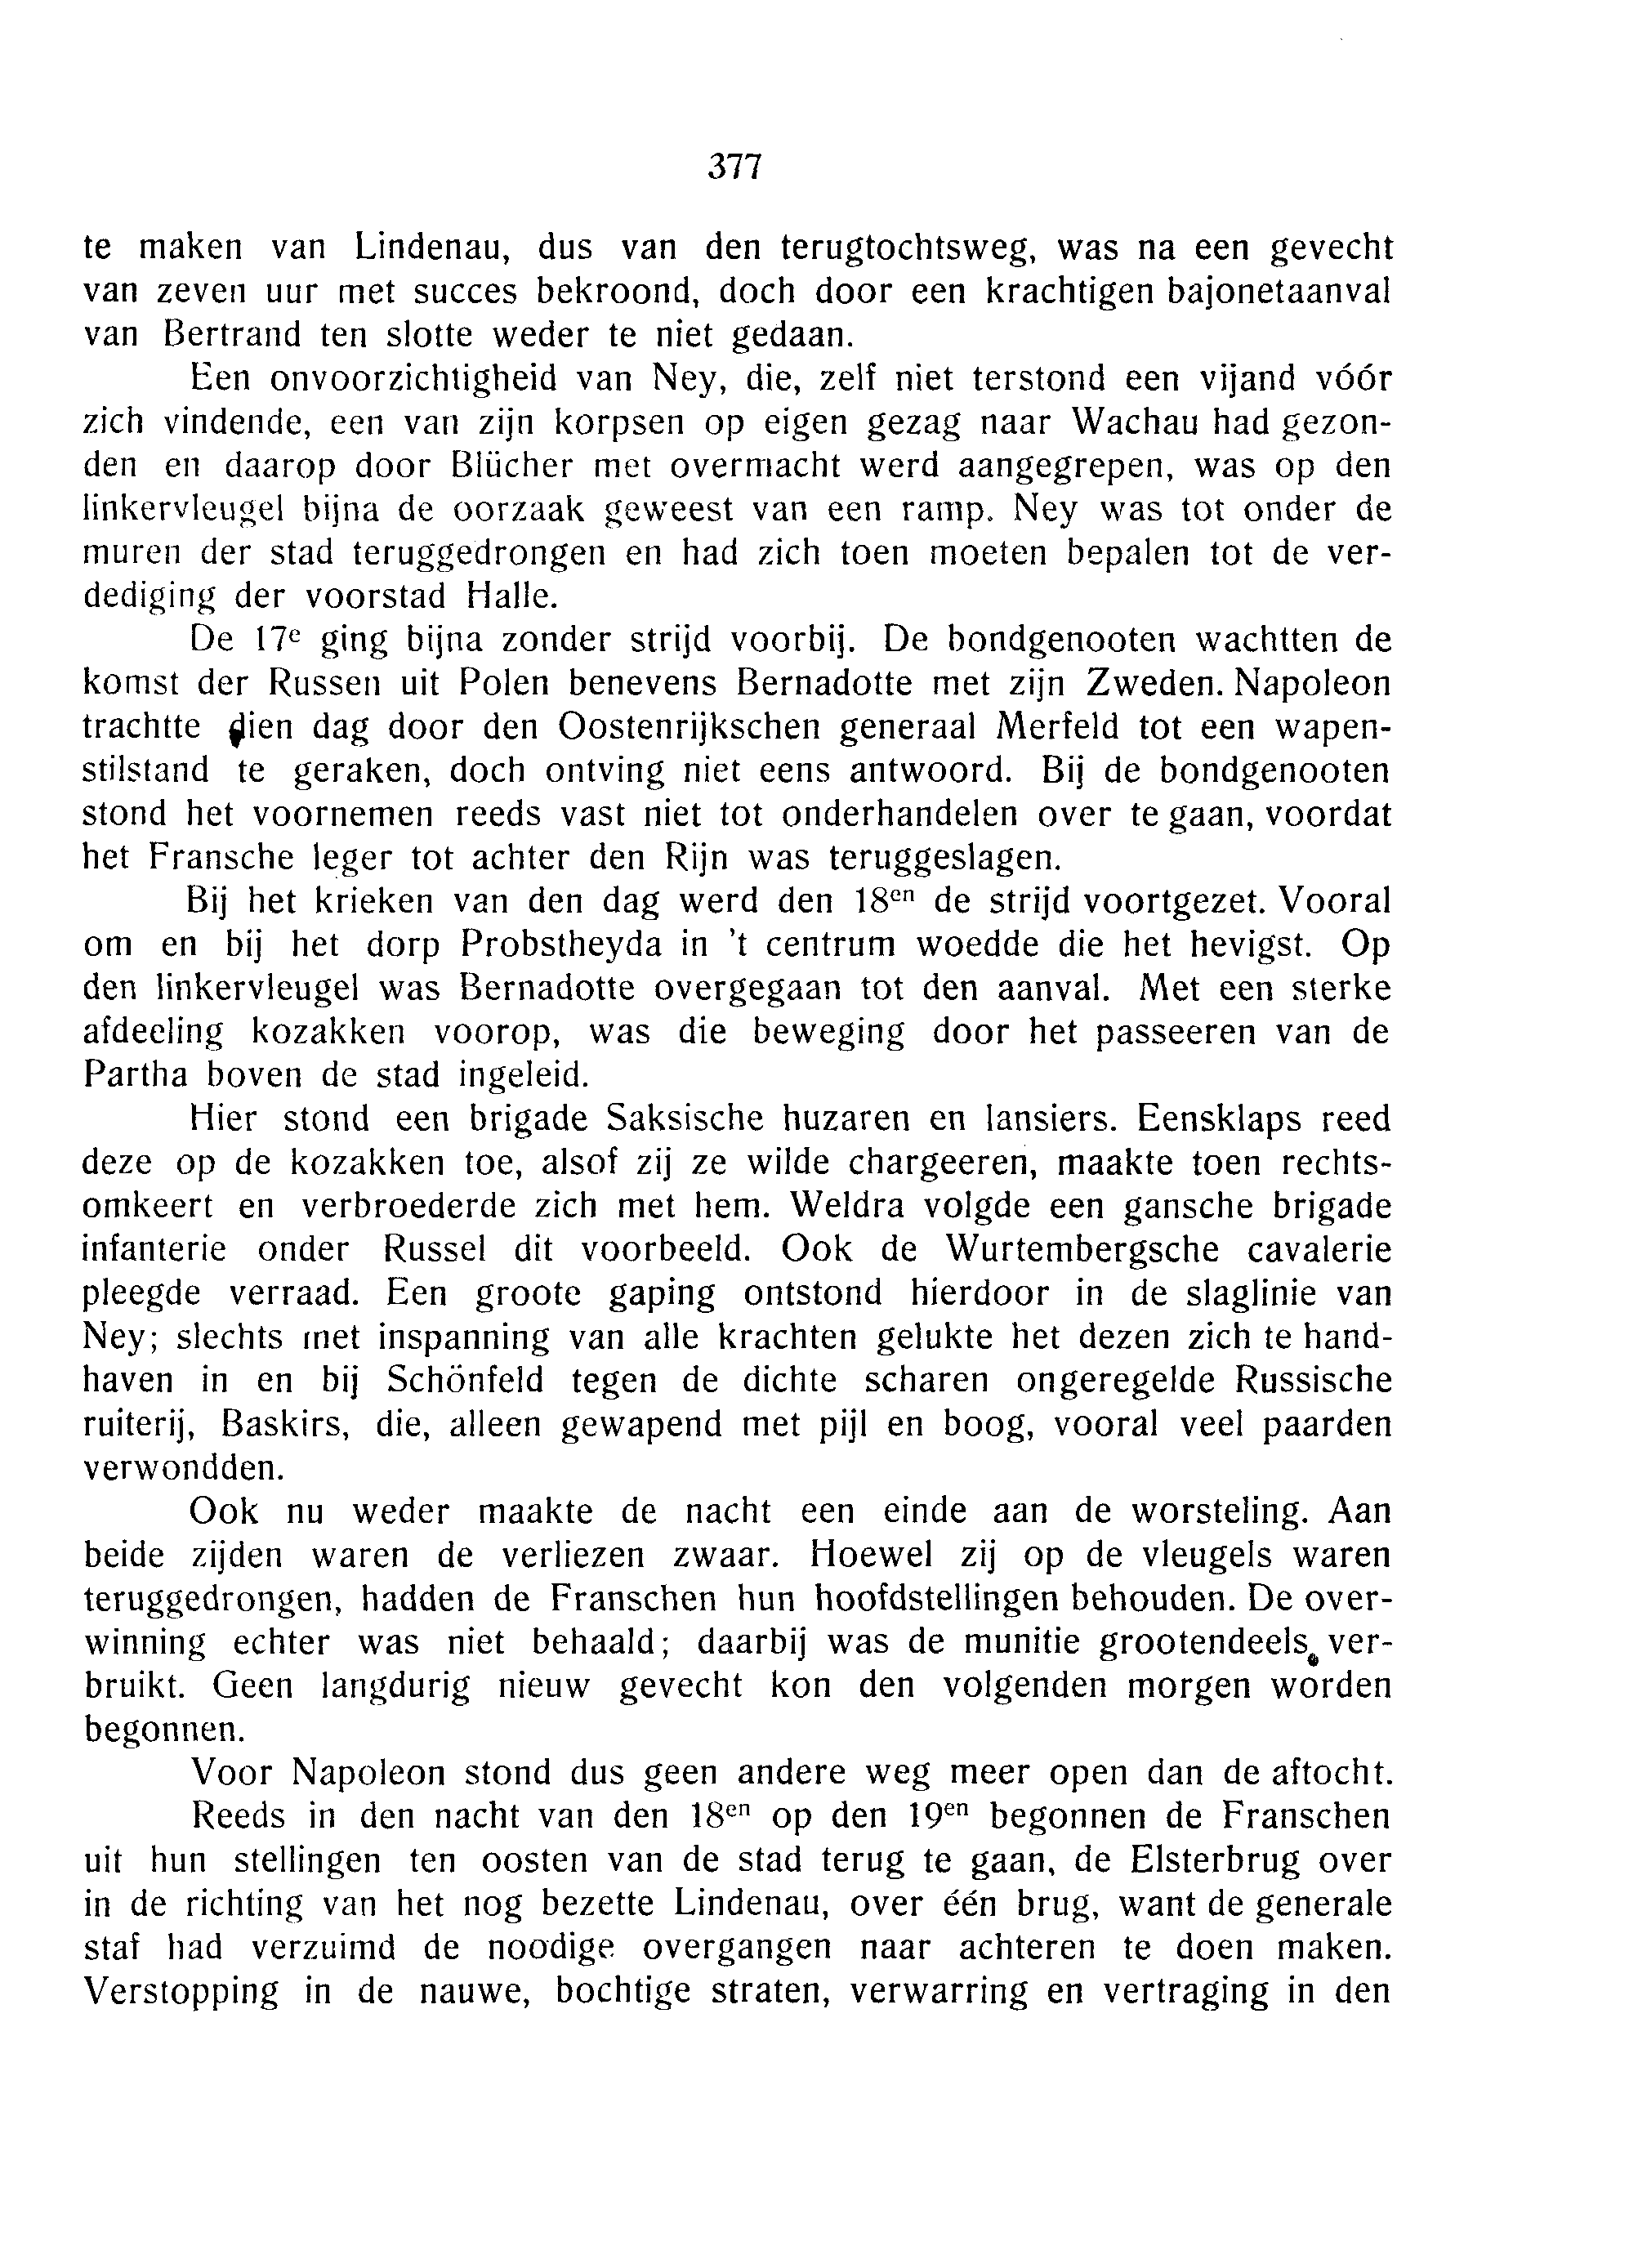 377
te maken van Lindenau, dus van den terugtochtsweg, was na een gevecht
van zeven uur met succes bekroond, doch door een krachtigen bajonetaanval
van Bertrand ten slotte weder te niet gedaan.
Een onvoorzichtigheid van Ney, die, zelf niet terstond een vijand vóór
zich vindende, een van zijn korpsen op eigen gezag naar Wachau had gezon-
den en daarop door Blücher met overmacht werd aangegrepen, was op den
linkervleugel bijna de oorzaak geweest van een ramp. Ney was tot onder de
muren der stad teruggedrongen en had zich toen moeten bepalen tot de ver-
dediging der voorstad Halle.
De 17e ging bijna zonder strijd voorbij. De bondgenooten wachtten de
komst der Russen uit Polen benevens Bernadotte met zijn Zweden. Napoleon
trachtte dien dag door den Oostenrijkschen generaal Merfeld tot een wapen-
stilstand te geraken, doch ontving niet eens antwoord. Bij de bondgenooten
stond het voornemen reeds vast niet tot onderhandelen over te gaan, voordat
het Fransche leger tot achter den Rijn was teruggeslagen.
Bij het krieken van den dag werd den 18en de strijd voortgezet. Vooral
om en bij het dorp Probstheyda in 't centrum woedde die het hevigst. Op
den linkervleugel was Bernadotte overgegaan tot den aanval. Met een sterke
afdeeling kozakken voorop, was die beweging door het passeeren van de
Partha boven de stad ingeleid.
Hier stond een brigade Saksische huzaren en lansiers. Eensklaps reed
deze op de kozakken toe, alsof zij ze wilde chargeeren, maakte toen rechts-
omkeert en verbroederde zich met hem. Weldra volgde een gansche brigade
infanterie onder Russel dit voorbeeld. Ook de Wurtembergsche cavalerie
pleegde verraad. Een groote gaping ontstond hierdoor in de slaglinie van
Ney; slechts met inspanning van alle krachten gelukte het dezen zich te hand-
haven in en bij Schönfeld tegen de dichte scharen ongeregelde Russische
ruiterij, Baskirs, die, alleen gewapend met pijl en boog, vooral veel paarden
verwondden.
Ook nu weder maakte de nacht een einde aan de worsteling. Aan
beide zijden waren de verliezen zwaar. Hoewel zij op de vleugels waren
teruggedrongen, hadden de Franschen hun hoofdstellingen behouden. De over-
winning echter was niet behaald; daarbij was de munitie grootendeels ver-
bruikt. Geen langdurig nieuw gevecht kon den volgenden morgen worden
begonnen.
Voor Napoleon stond dus geen andere weg meer open dan de aftocht.
Reeds in den nacht van den 18en op den 19en begonnen de Franschen
uit hun stellingen ten oosten van de stad terug te gaan, de Elsterbrug over
in de richting van het nog bezette Lindenau, over één brug, want de generale
staf had verzuimd de noodige overgangen naar achteren te doen maken.
Verstopping in de nauwe, bochtige straten, verwarring en vertraging in den